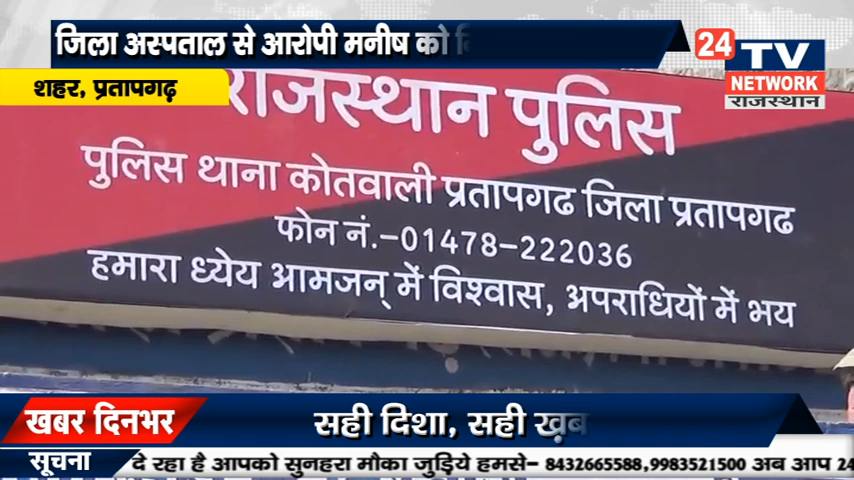 जिला अस्पताल से आरोपी मनीष को
24
TV
NETWORK
राजस्थान
शहर, प्रतापगढ़
राजस्थान पुलिस
पुलिस थाना कोतवाली प्रतापगढ जिला प्रतापगढ
फोन नं.-01478-222036
हमारा ध्येय आमजन् में विश्वास, अपराधियों में भय
खबर दिनभर
सही दिशा, सही ख़ब
सूचना
दे रहा है आपको सुनहरा मौका जुड़िये हमसे- 8432665588,9983521500 अब आप 24